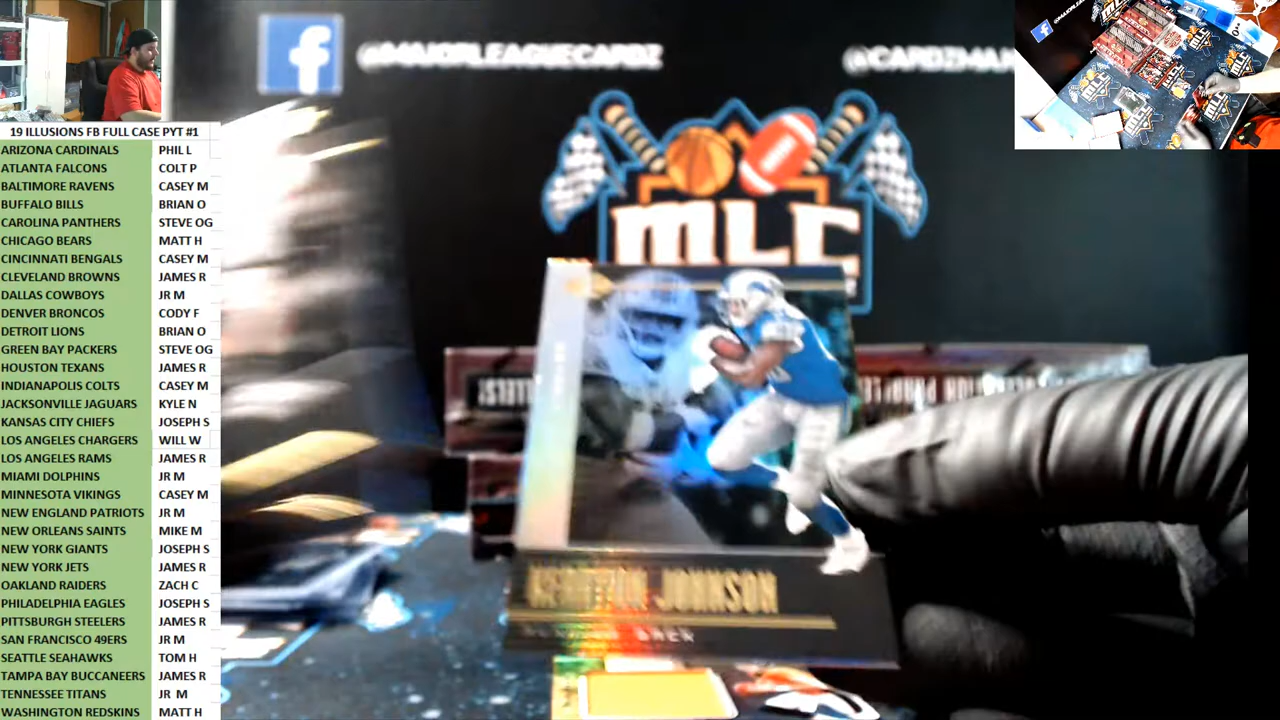 @MAJORLEAGUECARDZ
19 ILLUSIONS FB FULL CASE PYT #1
ARIZONA CARDINALS PHIL L
ATLANTA FALCONS COLT P
BALTIMORE RAVENS CASEY M
BUFFALO BILLS BRIAN O
CAROLINA PANTHERS STEVE OG
CHICAGO BEARS MATT H
CINCINNATI BENGALS CASEY M
CLEVELAND BROWNS JAMES R
DALLAS COWBOYS JR M
DENVER BRONCOS CODY F
DETROIT LIONS BRIAN O
GREEN BAY PACKERS STEVE OG
HOUSTON TEXANS JAMES R
INDIANAPOLIS COLTS CASEY M
JACKSONVILLE JAGUARS KYLE N
KANSAS CITY CHIEFS JOSEPH S
LOS ANGELES CHARGERS WILL W
LOS ANGELES RAMS JAMES R
MIAMI DOLPHINS JR M
MINNESOTA VIKINGS CASEY M
NEW ENGLAND PATRIOTS JR M
NEW ORLEANS SAINTS MIKE M
NEW YORK GIANTS JOSEPH S
NEW YORK JETS JAMES R
OAKLAND RAIDERS ZACH C
PHILADELPHIA EAGLES JOSEPH S
PITTSBURGH STEELERS JAMES R
SAN FRANCISCO 49ERS JR M
SEATTLE SEAHAWKS TOM H
TAMPA BAY BUCCANEERS JAMES R
TENNESSEE TITANS JR M
WASHINGTON REDSKINS MATT H
MLC
KERRYON JOHNSON
RUNNING BACK